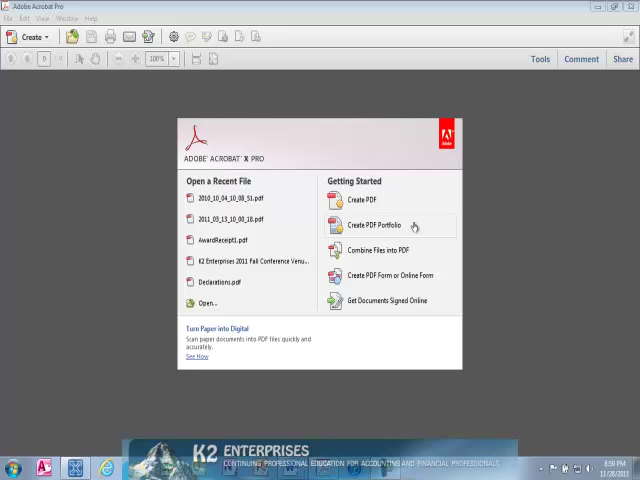 Adobe Acrobat Pro
File Edit View Window Help
Create
100%
Tools Comment Share
ADOBE® ACROBAT® X PRO
Open a Recent File
2010_10_04_10_08_51.pdf
2011_03_13_10_00_18.pdf
AwardReceipt1.pdf
K2 Enterprises 2011 Fall Conference Venu...
Declarations.pdf
Open...
Getting Started
Create PDF
Create PDF Portfolio
Combine Files into PDF
Create PDF Form or Online Form
Get Documents Signed Online
Turn Paper into Digital
Scan paper documents into PDF files quickly and
accurately.
See How
K2 ENTERPRISES
CONTINUING PROFESSIONAL EDUCATION FOR ACCOUNTING AND FINANCIAL PROFESSIONALS
8:59 PM
11/28/2011